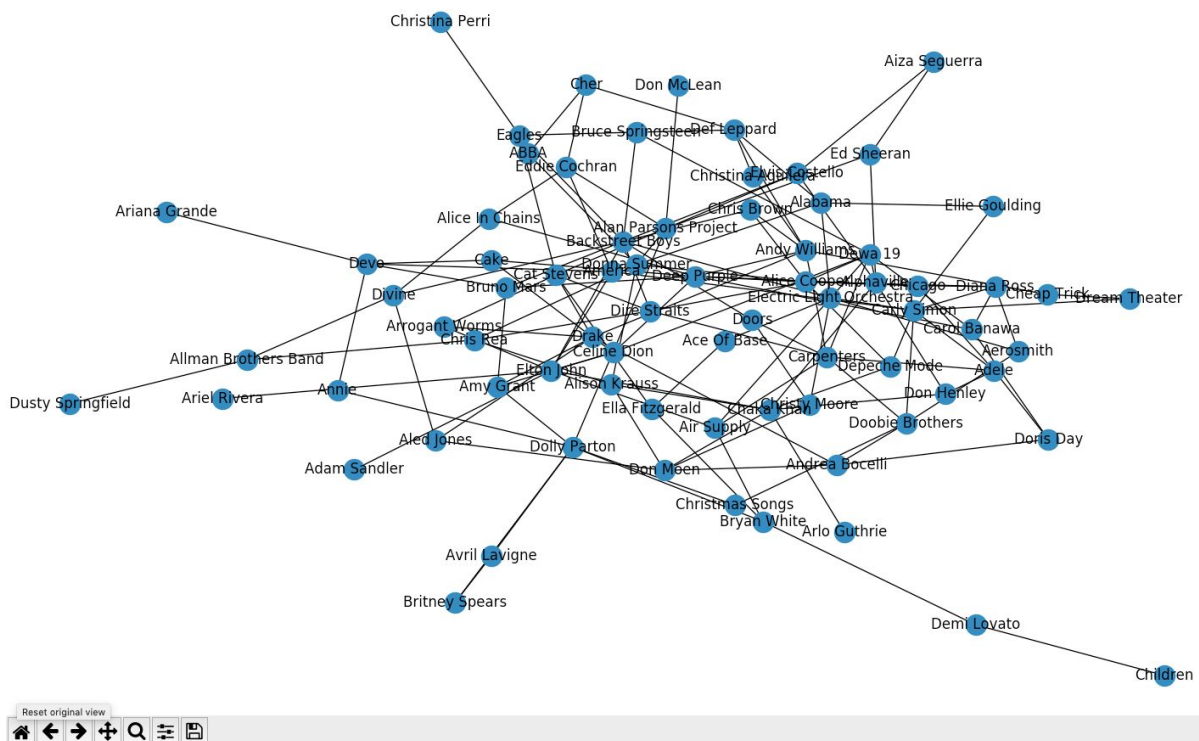 Christina Perri
Aiza Seguerra
Cher
Don McLean
Eagles
Bruce Springsteen
Def Leppard
ABBA
Ed Sheeran
Eddie Cochran
Christina Aguilera
Elvis Costello
Ariana Grande
Alice In Chains
Chris Brown
Alabama
Ellie Goulding
Alan Parsons Project
Backstreet Boys
Andy Williams
Dewa 19
Devo
Cake
Donna Summer
Cat Stevens
America
Deep Purple
Bruno Mars
Alice Cooper
Alphaville
Chicago
Diana Ross
Divine
Electric Light Orchestra
Cheap Trick
Dream Theater
Dire Straits
Carly Simon
Arrogant Worms
Doors
Carol Banawa
Chris Rea
Drake
Ace Of Base
Celine Dion
Aerosmith
Allman Brothers Band
Carpenters
Depeche Mode
Elton John
Adele
Annie
Amy Grant
Alison Krauss
Don Henley
Dusty Springfield
Ariel Rivera
Ella Fitzgerald
Chaka Khan
Christy Moore
Air Supply
Doobie Brothers
Aled Jones
Dolly Parton
Doris Day
Adam Sandler
Don Moen
Andrea Bocelli
Christmas Songs
Bryan White
Arlo Guthrie
Avril Lavigne
Britney Spears
Demi Lovato
Children
Reset original view